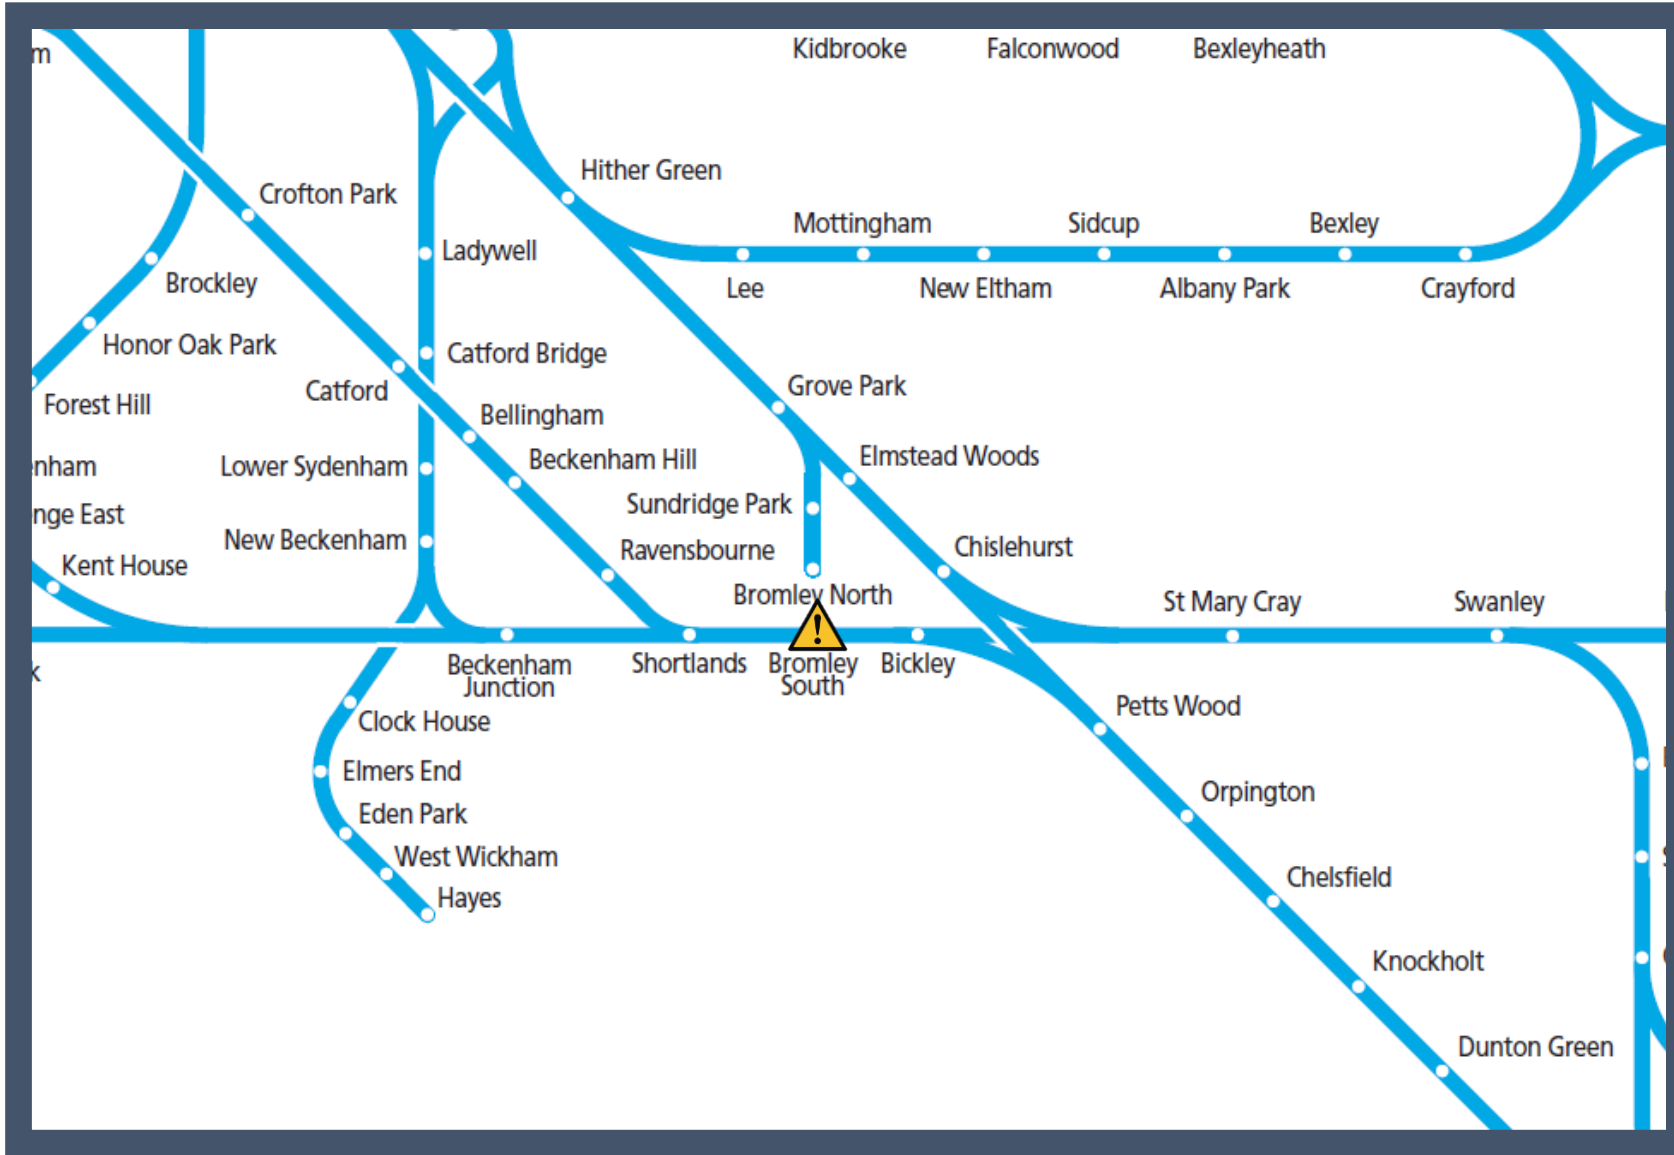 m
Kidbrooke
Falconwood
Bexleyheath
Hither Green
Crofton Park
Mottingham
Sidcup
Bexley
Ladywell
Brockley
Lee
New Eltham
Albany Park
Crayford
Honor Oak Park
Catford Bridge
Catford
Grove Park
Forest Hill
Bellingham
enham
Lower Sydenham
Beckenham Hill
Elmstead Woods
nge East
Sundridge Park
New Beckenham
Ravensbourne
Chislehurst
Kent House
Bromley North
St Mary Cray
Swanley
!
k
Beckenham
Junction
Shortlands
Bromley
South
Bickley
Clock House
Petts Wood
Elmers End
Orpington
Eden Park
West Wickham
Chelsfield
Hayes
Knockholt
Dunton Green